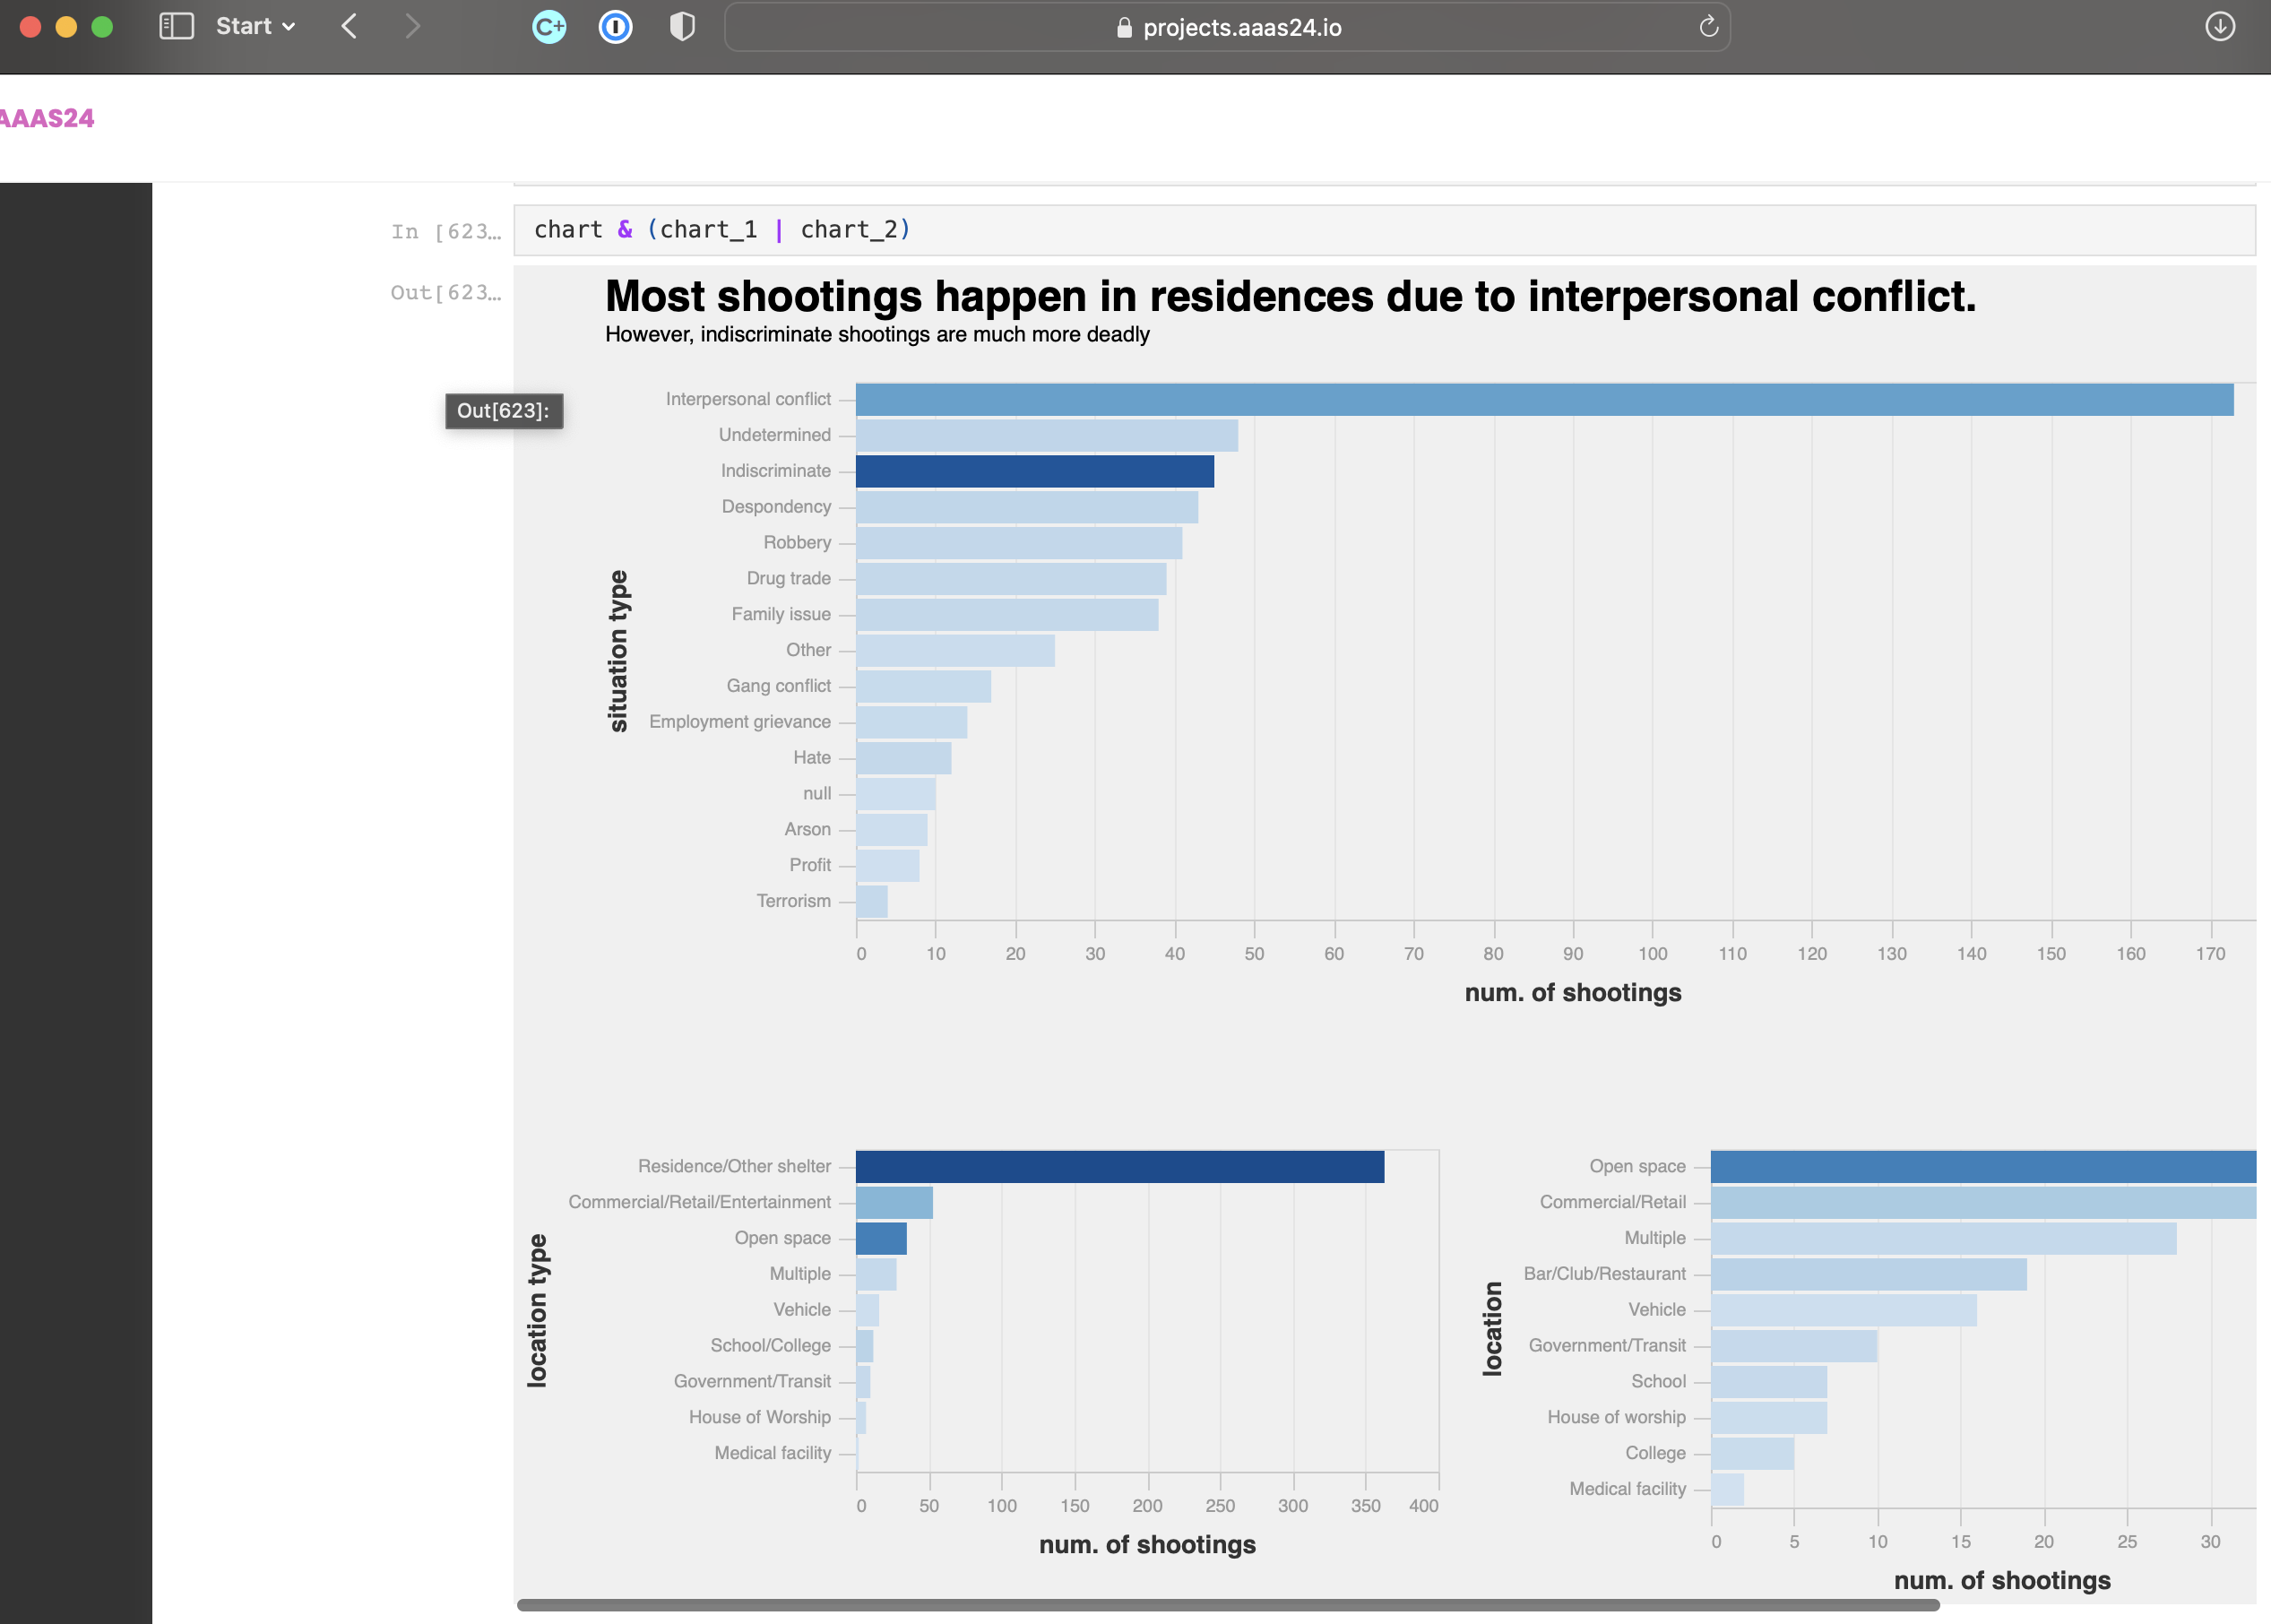 Start
C+
projects.aaas24.io
AAAS24
In [623…
chart & (chart_1 | chart_2)
Out[623…
Most shootings happen in residences due to interpersonal conflict.
However, indiscriminate shootings are much more deadly
Out[623]:
situation type
Interpersonal conflict
Undetermined
Indiscriminate
Despondency
Robbery
Drug trade
Family issue
Other
Gang conflict
Employment grievance
Hate
null
Arson
Profit
Terrorism
0 10 20 30 40 50 60 70 80 90 100 110 120 130 140 150 160 170
num. of shootings
location type
Residence/Other shelter
Commercial/Retail/Entertainment
Open space
Multiple
Vehicle
School/College
Government/Transit
House of Worship
Medical facility
0 50 100 150 200 250 300 350 400
num. of shootings
location
Open space
Commercial/Retail
Multiple
Bar/Club/Restaurant
Vehicle
Government/Transit
School
House of worship
College
Medical facility
0 5 10 15 20 25 30
num. of shootings